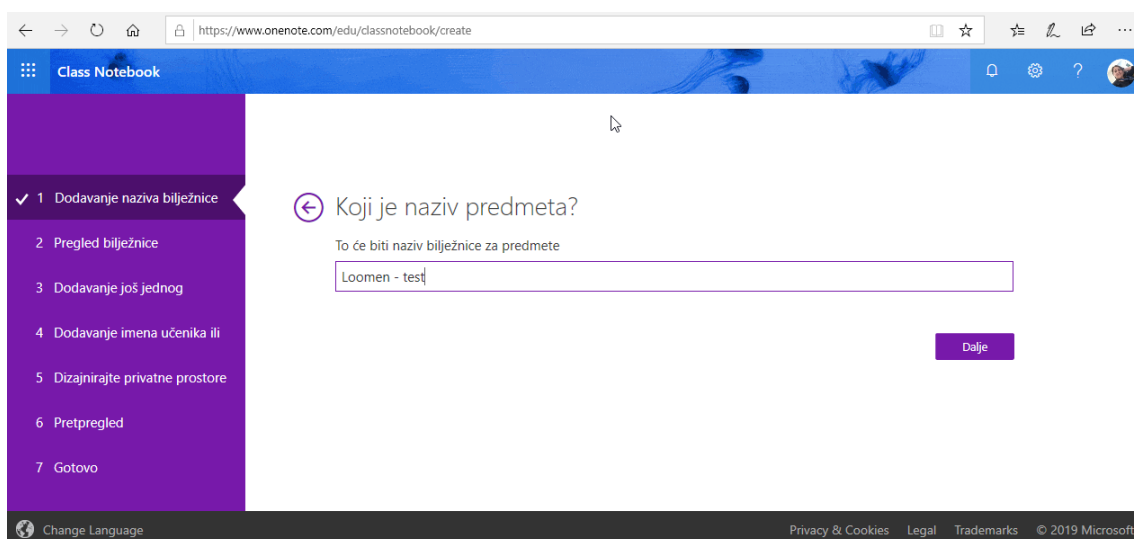 https://www.onenote.com/edu/classnotebook/create
Class Notebook
1 Dodavanje naziva bilježnice
2 Pregled bilježnice
3 Dodavanje još jednog
4 Dodavanje imena učenika ili
5 Dizajnirajte privatne prostore
6 Pretpregled
7 Gotovo
Koji je naziv predmeta?
To će biti naziv bilježnice za predmete
Loomen - test
Dalje
Change Language
Privacy & Cookies Legal Trademarks © 2019 Microsoft